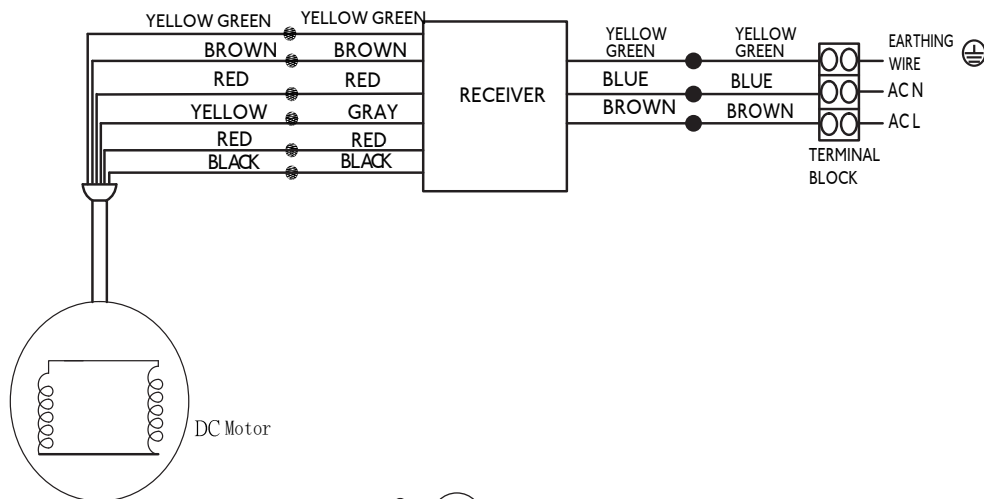 YELLOW GREEN YELLOW GREEN
BROWN BROWN
RED RED
YELLOW GRAY
RED RED
BLACK BLACK
RECEIVER
YELLOW
GREEN
YELLOW
GREEN
BLUE BLUE
BROWN BROWN
EARTHING
WIRE
AC N
AC L
TERMINAL
BLOCK
DC Motor